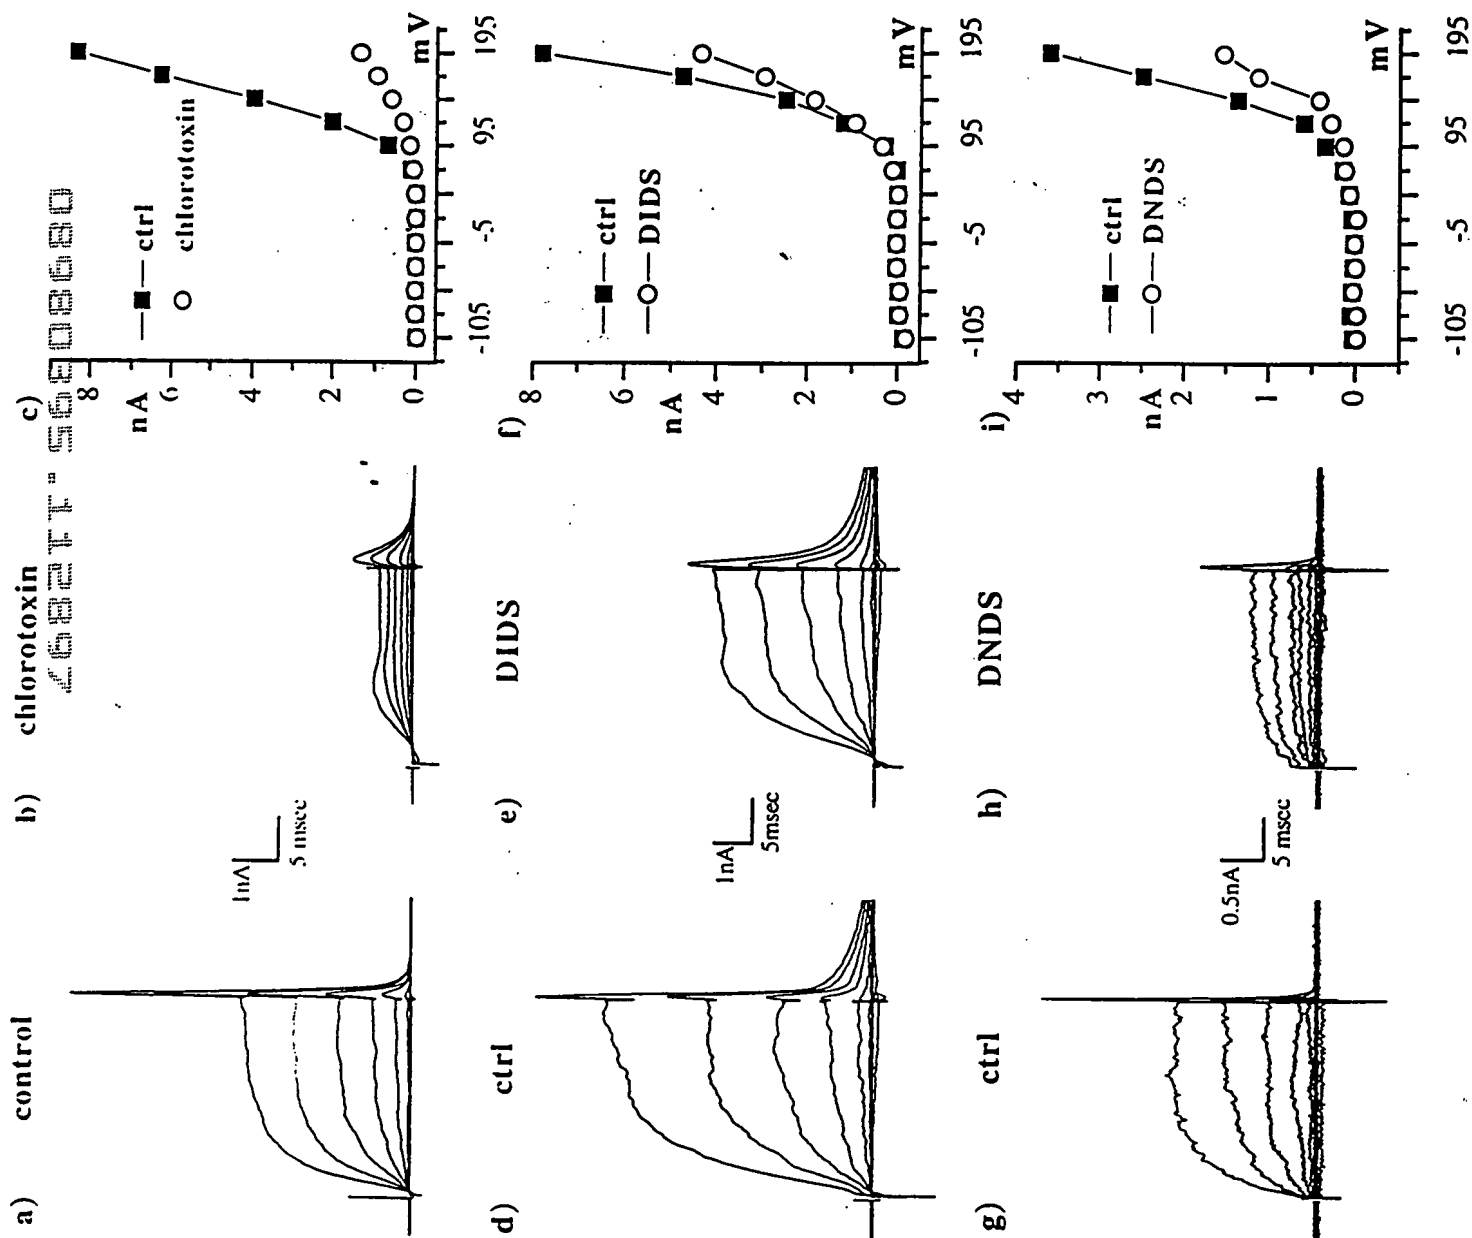 a) control
b) chlorotoxin
c)
08980395.112897
1nA
5 msec
8
nA
6
4
2
0
ctrl
chlorotoxin
mV
-105 -5 95 195
d) ctrl
e) DIDS
f)
1nA
5msec
8
6
nA
4
2
0
ctrl
DIDS
mV
-105 -5 95 195
g) ctrl
h) DNDS
i)
0.5nA
5 msec
4
3
nA
2
1
0
ctrl
DNDS
mV
-105 -5 95 195